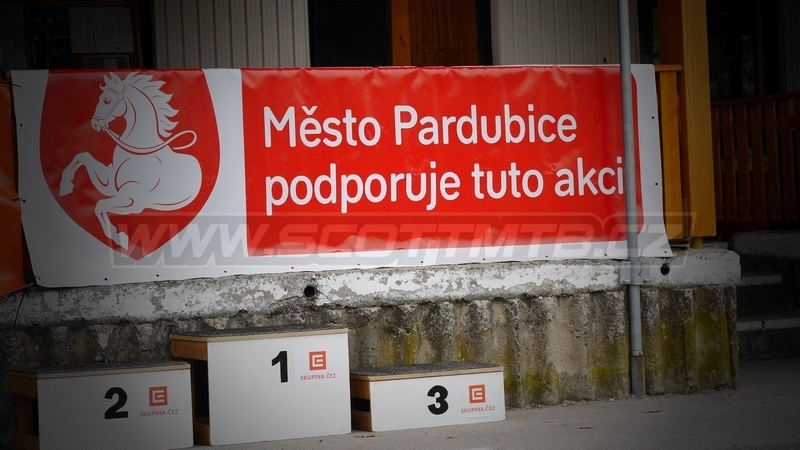 Město Pardubice
podporuje tuto akci
WWW.SCOTTMTB.CZ
1
SKUPINA ČEZ
2
SKUPINA ČEZ
3
SKUPINA ČEZ